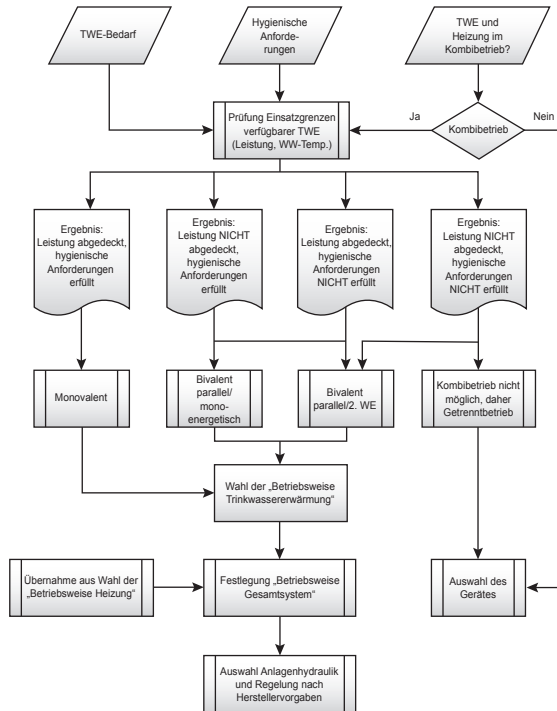 TWE-Bedarf
Hygienische
Anforde-
rungen
TWE und
Heizung im
Kombibetrieb?
Prüfung Einsatzgrenzen
verfügbarer TWE
(Leistung, WW-Temp.)
Ja
Kombibetrieb
Nein
Ergebnis:
Leistung abgedeckt,
hygienische
Anforderungen
erfüllt
Ergebnis:
Leistung NICHT
abgedeckt,
hygienische
Anforderungen
erfüllt
Ergebnis:
Leistung abgedeckt,
hygienische
Anforderungen
NICHT erfüllt
Ergebnis:
Leistung NICHT
abgedeckt,
hygienische
Anforderungen
NICHT erfüllt
Monovalent
Bivalent
parallel/
mono-
energetisch
Bivalent
parallel/2. WE
Kombibetrieb nicht
möglich, daher
Getrenntbetrieb
Wahl der „Betriebsweise
Trinkwassererwärmung“
Übernahme aus Wahl der
„Betriebsweise Heizung“
Festlegung „Betriebsweise
Gesamtsystem“
Auswahl des
Gerätes
Auswahl Anlagenhydraulik
und Regelung nach
Herstellervorgaben